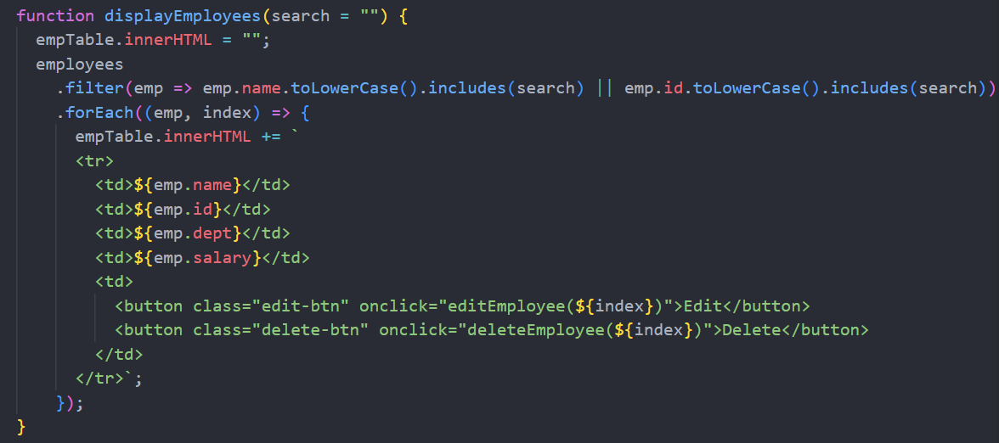 function displayEmployees(search = "") {
  empTable.innerHTML = "";
  employees
    .filter(emp => emp.name.toLowerCase().includes(search) || emp.id.toLowerCase().includes(search))
    .forEach((emp, index) => {
      empTable.innerHTML += `
      <tr>
        <td>${emp.name}</td>
        <td>${emp.id}</td>
        <td>${emp.dept}</td>
        <td>${emp.salary}</td>
        <td>
          <button class="edit-btn" onclick="editEmployee(${index})">Edit</button>
          <button class="delete-btn" onclick="deleteEmployee(${index})">Delete</button>
        </td>
      </tr>`;
    });
}